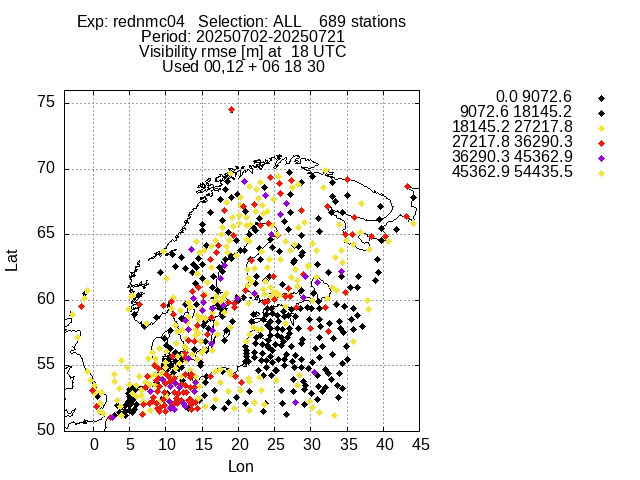 Exp: rednmc04 Selection: ALL 689 stations
Period: 20250702-20250721
Visibility rmse [m] at 18 UTC
Used 00,12 + 06 18 30
0.0 9072.6
9072.6 18145.2
18145.2 27217.8
27217.8 36290.3
36290.3 45362.9
45362.9 54435.5
75
70
65
60
55
50
Lat
0 5 10 15 20 25 30 35 40 45
Lon